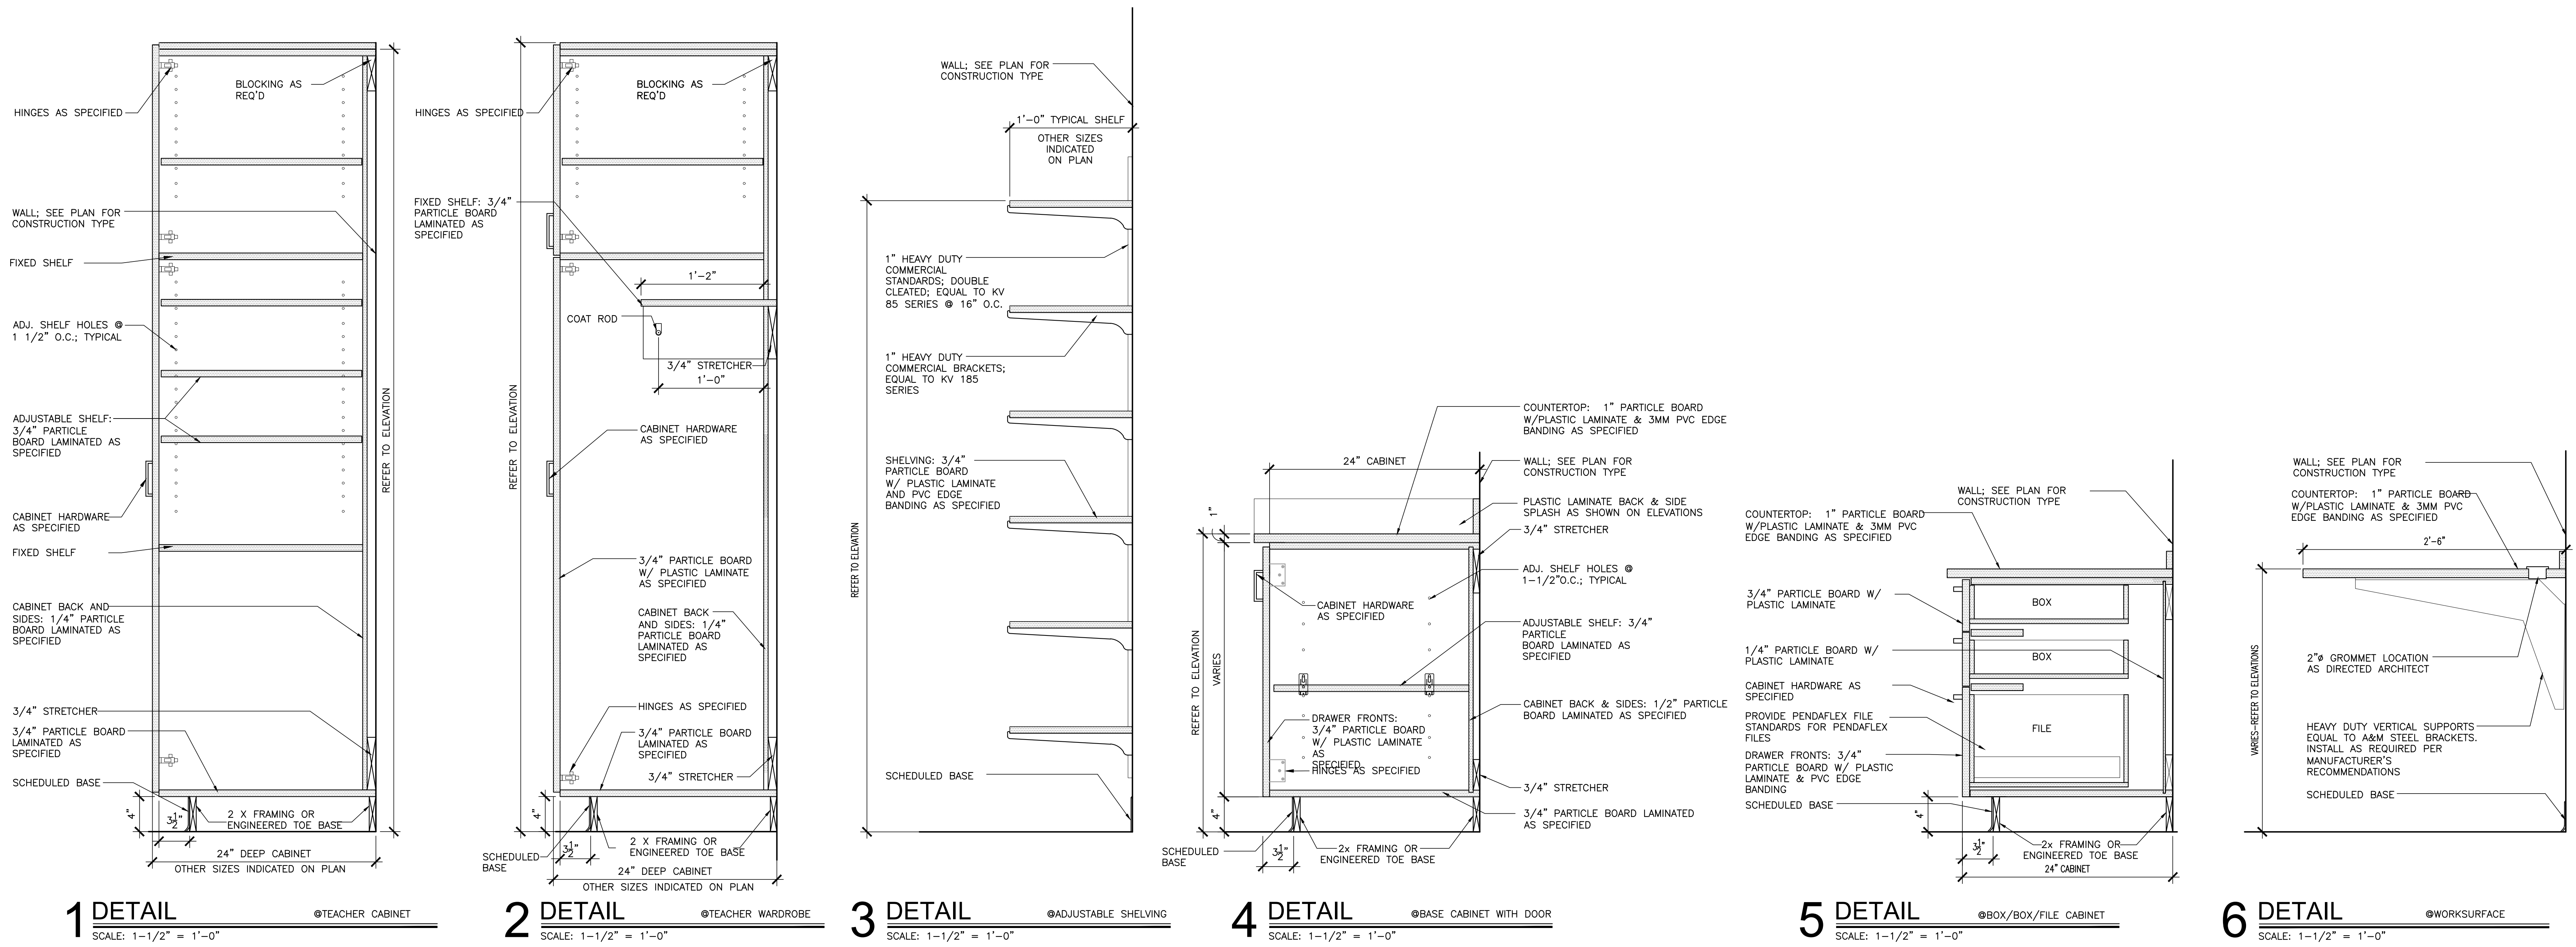 BLOCKING AS
REQ'D
HINGES AS SPECIFIED
WALL; SEE PLAN FOR
CONSTRUCTION TYPE
FIXED SHELF
ADJ. SHELF HOLES @
1 1/2" O.C.; TYPICAL
REFER TO ELEVATION
ADJUSTABLE SHELF:
3/4" PARTICLE
BOARD LAMINATED AS
SPECIFIED
CABINET HARDWARE
AS SPECIFIED
FIXED SHELF
CABINET BACK AND
SIDES: 1/4" PARTICLE
BOARD LAMINATED AS
SPECIFIED
3/4" STRETCHER
3/4" PARTICLE BOARD
LAMINATED AS
SPECIFIED
SCHEDULED BASE
4"
3 1/2"
2 X FRAMING OR
ENGINEERED TOE BASE
24" DEEP CABINET
OTHER SIZES INDICATED ON PLAN
1 DETAIL @TEACHER CABINET
SCALE: 1-1/2" = 1'-0"
BLOCKING AS
REQ'D
HINGES AS SPECIFIED
FIXED SHELF: 3/4"
PARTICLE BOARD
LAMINATED AS
SPECIFIED
1'-2"
COAT ROD
3/4" STRETCHER
1'-0"
REFER TO ELEVATION
CABINET HARDWARE
AS SPECIFIED
3/4" PARTICLE BOARD
W/ PLASTIC LAMINATE
AS SPECIFIED
CABINET BACK
AND SIDES: 1/4"
PARTICLE BOARD
LAMINATED AS
SPECIFIED
HINGES AS SPECIFIED
3/4" PARTICLE BOARD
LAMINATED AS
SPECIFIED
3/4" STRETCHER
4"
3 1/2"
2 X FRAMING OR
ENGINEERED TOE BASE
SCHEDULED
BASE
24" DEEP CABINET
OTHER SIZES INDICATED ON PLAN
2 DETAIL @TEACHER WARDROBE
SCALE: 1-1/2" = 1'-0"
WALL; SEE PLAN FOR
CONSTRUCTION TYPE
1'-0" TYPICAL SHELF
OTHER SIZES
INDICATED
ON PLAN
1" HEAVY DUTY
COMMERCIAL
STANDARDS; DOUBLE
CLEATED; EQUAL TO KV
85 SERIES @ 16" O.C.
1" HEAVY DUTY
COMMERCIAL BRACKETS;
EQUAL TO KV 185
SERIES
SHELVING: 3/4"
PARTICLE BOARD
W/ PLASTIC LAMINATE
AND PVC EDGE
BANDING AS SPECIFIED
REFER TO ELEVATION
SCHEDULED BASE
3 DETAIL @ADJUSTABLE SHELVING
SCALE: 1-1/2" = 1'-0"
COUNTERTOP: 1" PARTICLE BOARD
W/PLASTIC LAMINATE & 3MM PVC EDGE
BANDING AS SPECIFIED
24" CABINET
WALL; SEE PLAN FOR
CONSTRUCTION TYPE
PLASTIC LAMINATE BACK & SIDE
SPLASH AS SHOWN ON ELEVATIONS
1"
3/4" STRETCHER
ADJ. SHELF HOLES @
1-1/2"O.C.; TYPICAL
CABINET HARDWARE
AS SPECIFIED
ADJUSTABLE SHELF: 3/4"
PARTICLE
BOARD LAMINATED AS
SPECIFIED
REFER TO ELEVATION
VARIES
CABINET BACK & SIDES: 1/2" PARTICLE
BOARD LAMINATED AS SPECIFIED
DRAWER FRONTS:
3/4" PARTICLE BOARD
W/ PLASTIC LAMINATE
AS
SPECIFIED
HINGES AS SPECIFIED
3/4" STRETCHER
3/4" PARTICLE BOARD LAMINATED
AS SPECIFIED
4"
3 1/2"
SCHEDULED
BASE
2x FRAMING OR
ENGINEERED TOE BASE
4 DETAIL @BASE CABINET WITH DOOR
SCALE: 1-1/2" = 1'-0"
WALL; SEE PLAN FOR
CONSTRUCTION TYPE
COUNTERTOP: 1" PARTICLE BOARD
W/PLASTIC LAMINATE & 3MM PVC
EDGE BANDING AS SPECIFIED
3/4" PARTICLE BOARD W/
PLASTIC LAMINATE
BOX
1/4" PARTICLE BOARD W/
PLASTIC LAMINATE
BOX
CABINET HARDWARE AS
SPECIFIED
PROVIDE PENDAFLEX FILE
STANDARDS FOR PENDAFLEX
FILES
FILE
DRAWER FRONTS: 3/4"
PARTICLE BOARD W/ PLASTIC
LAMINATE & PVC EDGE
BANDING
SCHEDULED BASE
4"
3 1/2"
2x FRAMING OR
ENGINEERED TOE BASE
24" CABINET
5 DETAIL @BOX/BOX/FILE CABINET
SCALE: 1-1/2" = 1'-0"
WALL; SEE PLAN FOR
CONSTRUCTION TYPE
COUNTERTOP: 1" PARTICLE BOARD
W/PLASTIC LAMINATE & 3MM PVC
EDGE BANDING AS SPECIFIED
2'-6"
2"ø GROMMET LOCATION
AS DIRECTED ARCHITECT
VARIES-REFER TO ELEVATIONS
HEAVY DUTY VERTICAL SUPPORTS
EQUAL TO A&M STEEL BRACKETS.
INSTALL AS REQUIRED PER
MANUFACTURER'S
RECOMMENDATIONS
SCHEDULED BASE
6 DETAIL @WORKSURFACE
SCALE: 1-1/2" = 1'-0"